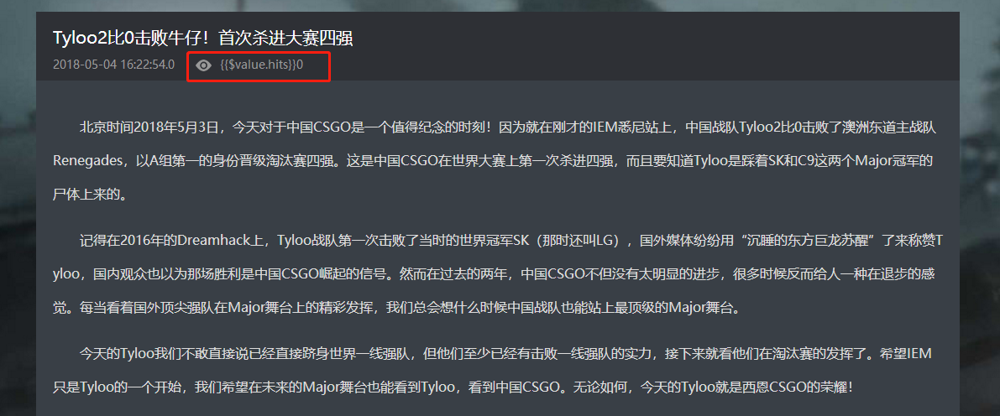 Tyloo2比0击败牛仔！首次杀进大赛四强
2018-05-04 16:22:54.0 {{$value.hits}}0
北京时间2018年5月3日，今天对于中国CSGO是一个值得纪念的时刻！因为就在刚才的IEM悉尼站上，中国战队Tyloo2比0击败了澳洲东道主战队
Renegades，以A组第一的身份晋级淘汰赛四强。这是中国CSGO在世界大赛上第一次杀进四强，而且要知道Tyloo是踩着SK和C9这两个Major冠军的
尸体上来的。
记得在2016年的Dreamhack上，Tyloo战队第一次击败了当时的世界冠军SK（那时还叫LG），国外媒体纷纷用“沉睡的东方巨龙苏醒”了来称赞T
yloo，国内观众也以为那场胜利是中国CSGO崛起的信号。然而在过去的两年，中国CSGO不但没有太明显的进步，很多时候反而给人一种在退步的感
觉。每当看着国外顶尖强队在Major舞台上的精彩发挥，我们总会想什么时候中国战队也能站上最顶级的Major舞台。
今天的Tyloo我们不敢直接说已经直接跻身世界一线强队，但他们至少已经有击败一线强队的实力，接下来就看他们在淘汰赛的发挥了。希望IEM
只是Tyloo的一个开始，我们希望在未来的Major舞台也能看到Tyloo，看到中国CSGO。无论如何，今天的Tyloo就是西恩CSGO的荣耀！